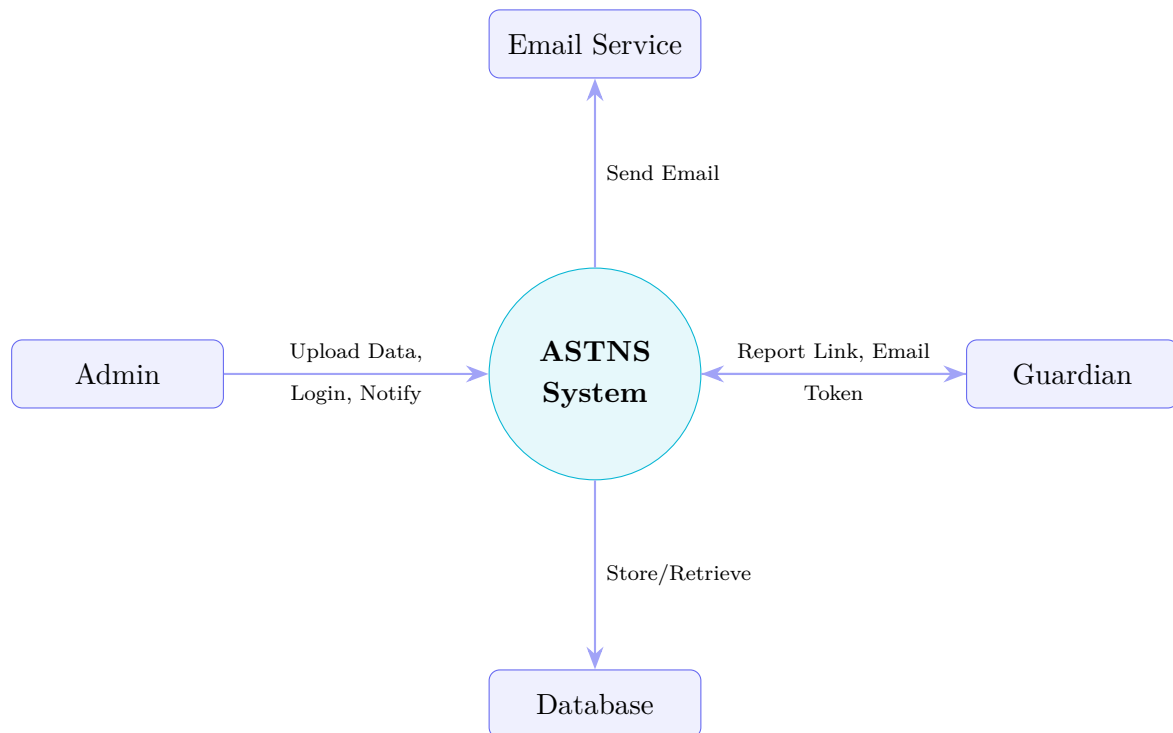 Email Service
Send Email
Admin
Upload Data,
Login, Notify
ASTNS
System
Report Link, Email
Token
Guardian
Store/Retrieve
Database